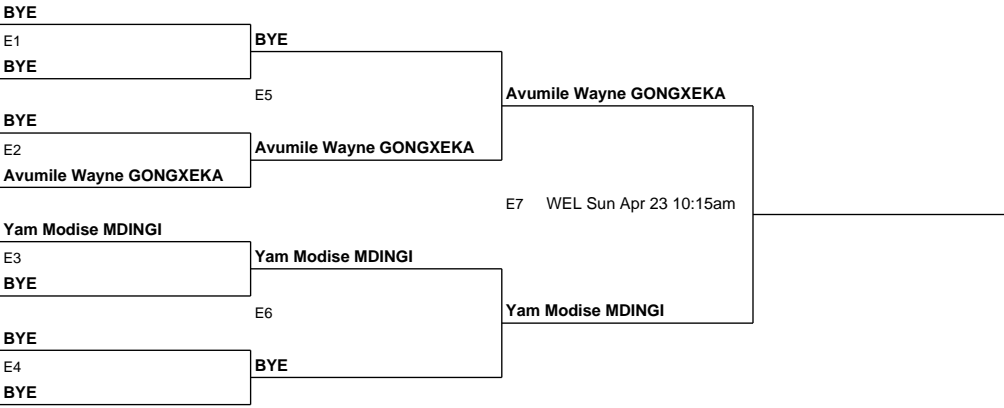 BYE
E1
BYE
BYE
E5
Avumile Wayne GONGXEKA
BYE
E2
Avumile Wayne GONGXEKA
Avumile Wayne GONGXEKA
E7 WEL Sun Apr 23 10:15am
Yam Modise MDINGI
E3
Yam Modise MDINGI
BYE
E6
Yam Modise MDINGI
BYE
E4
BYE
BYE